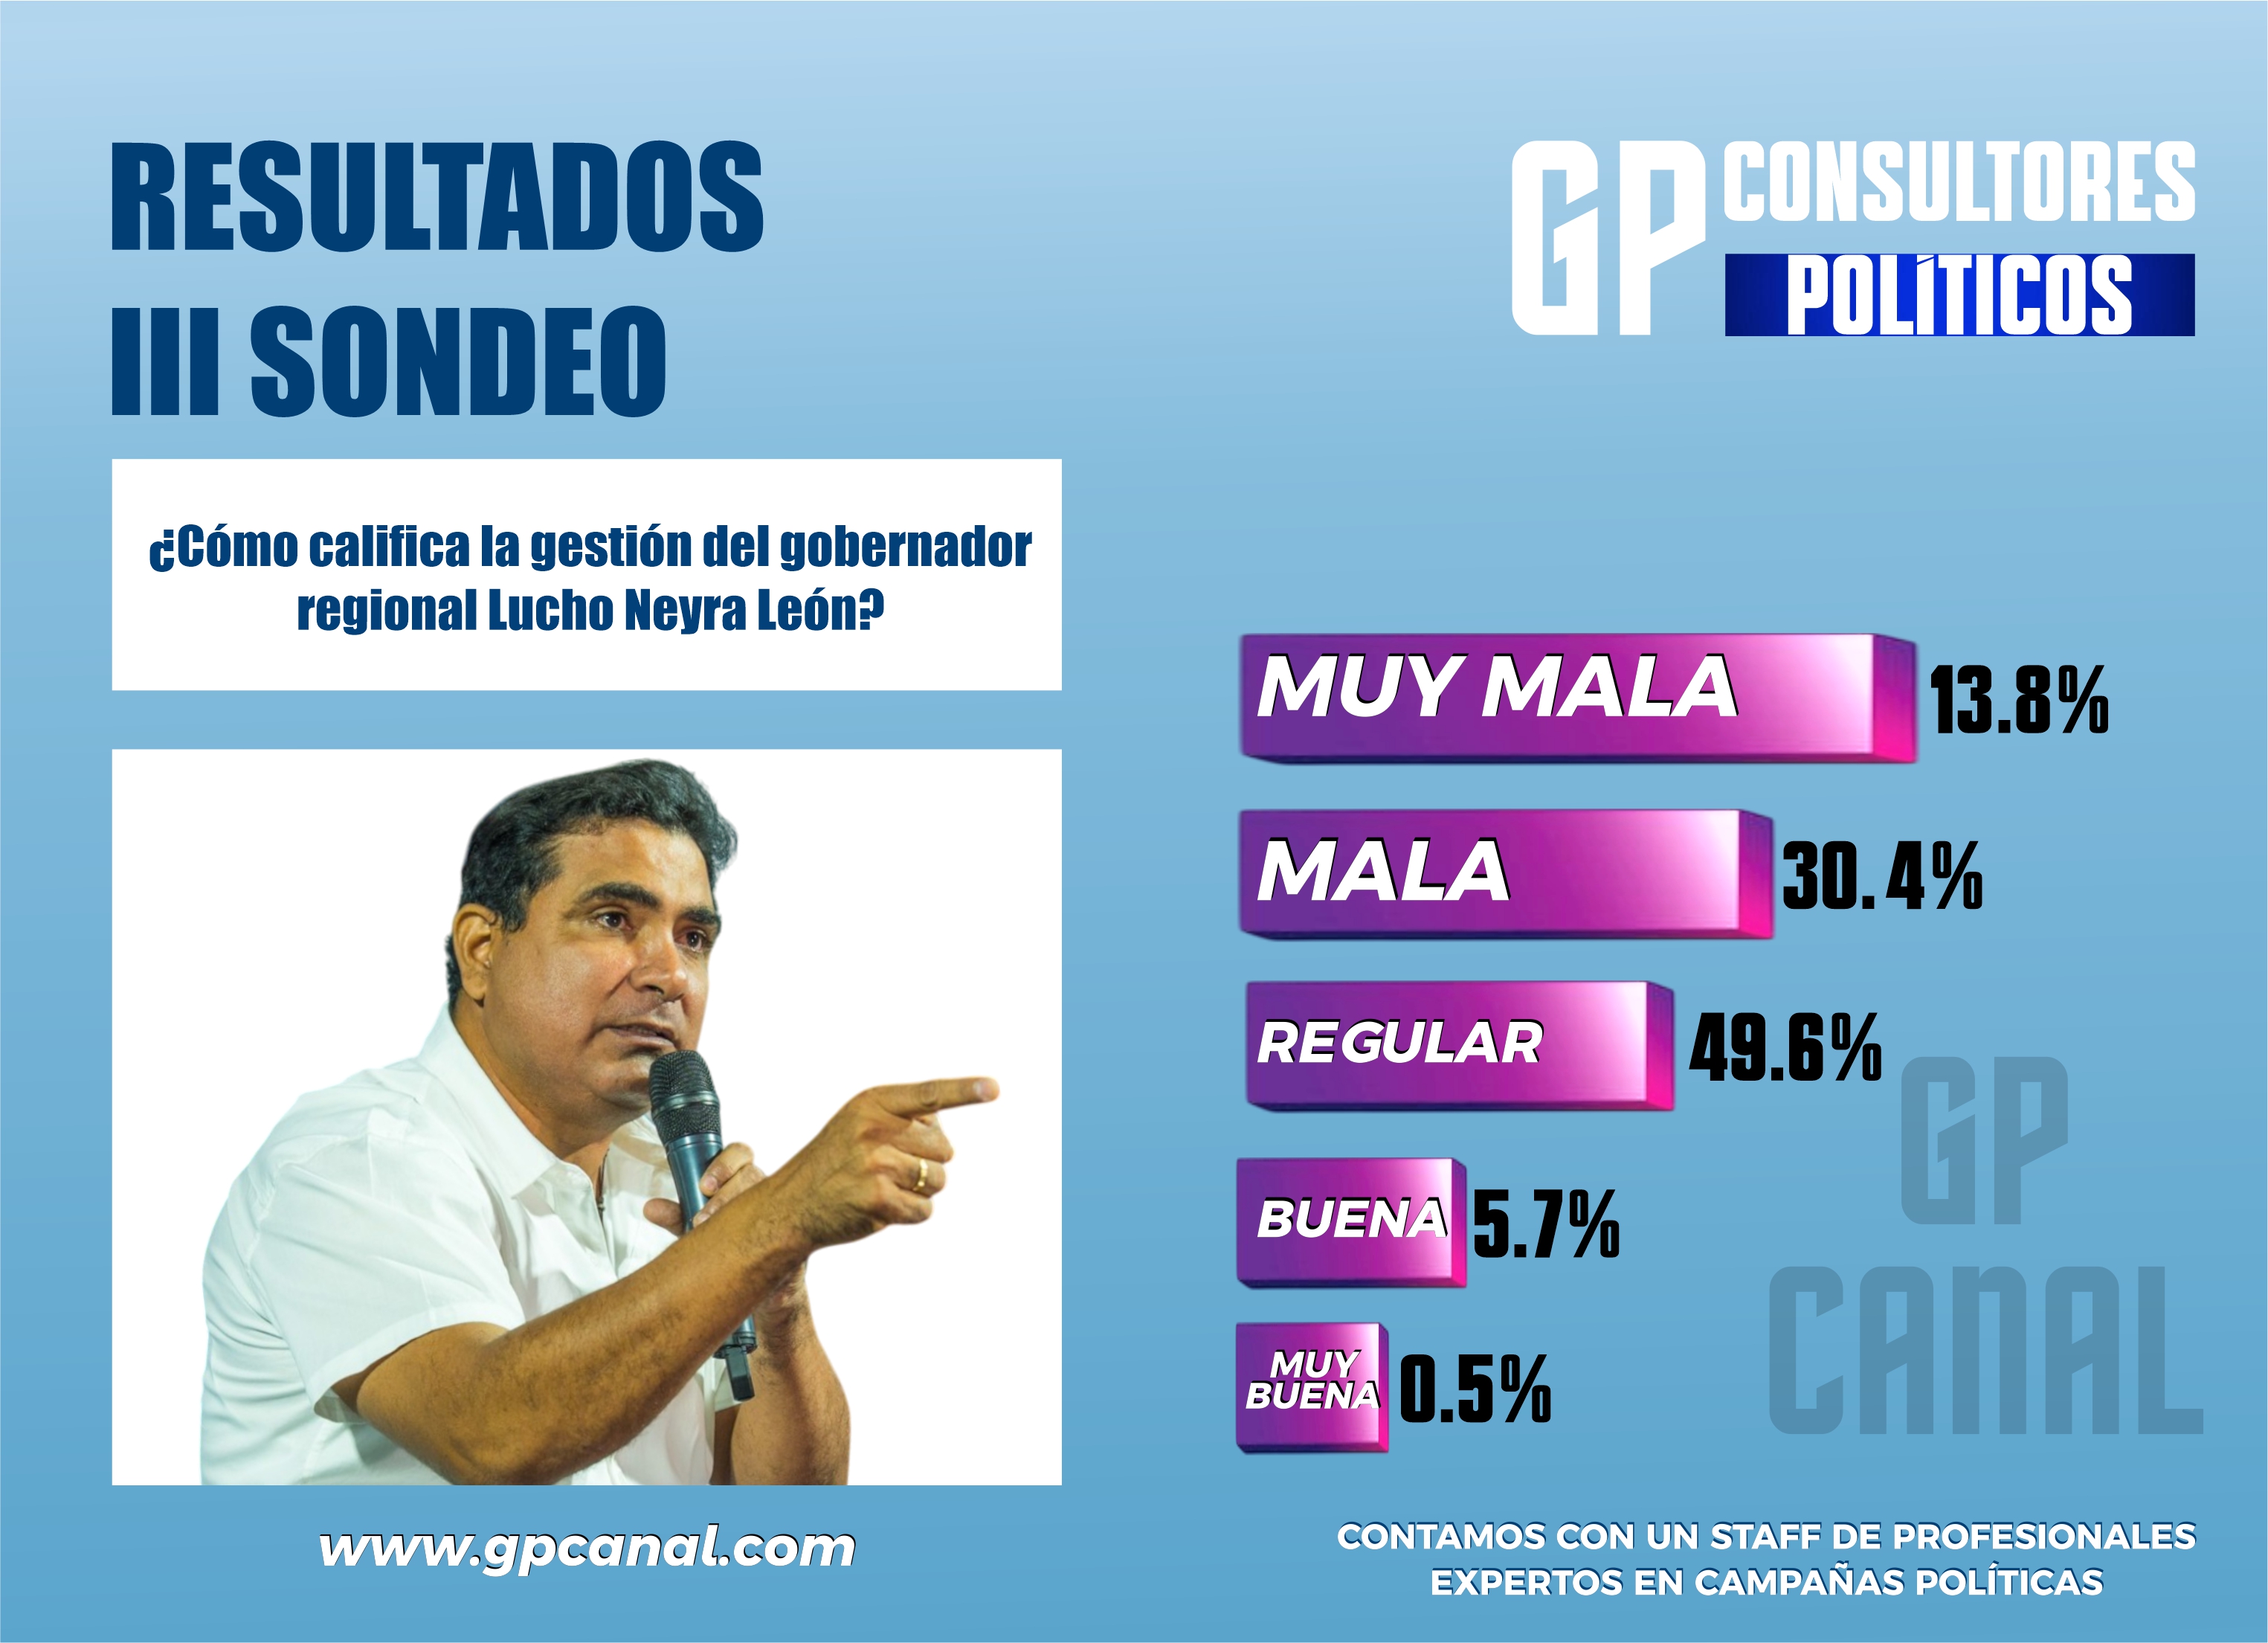 RESULTADOS
III SONDEO
GP CONSULTORES
POLÍTICOS
¿Cómo califica la gestión del gobernador
regional Lucho Neyra León?
MUY MALA 13.8%
MALA 30.4%
REGULAR 49.6%
BUENA 5.7%
MUY
BUENA 0.5%
GP
CANAL
www.gpcanal.com
CONTAMOS CON UN STAFF DE PROFESIONALES
EXPERTOS EN CAMPAÑAS POLÍTICAS